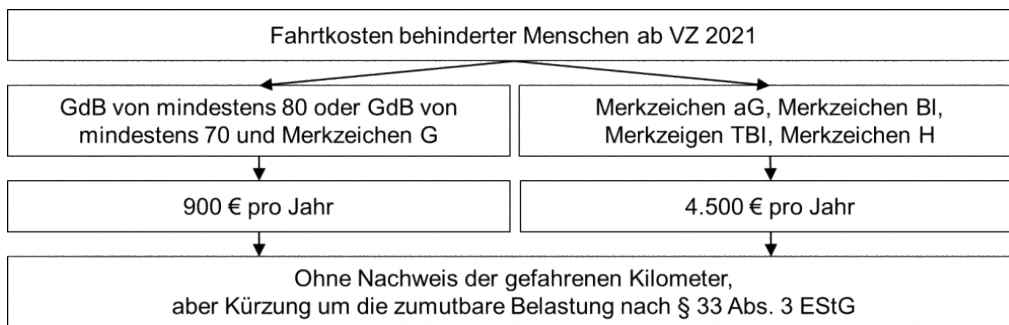 Fahrtkosten behinderter Menschen ab VZ 2021
GdB von mindestens 80 oder GdB von
mindestens 70 und Merkzeichen G
Merkzeichen aG, Merkzeichen BI,
Merkzeigen TBI, Merkzeichen H
900 € pro Jahr
4.500 € pro Jahr
Ohne Nachweis der gefahrenen Kilometer,
aber Kürzung um die zumutbare Belastung nach § 33 Abs. 3 EStG